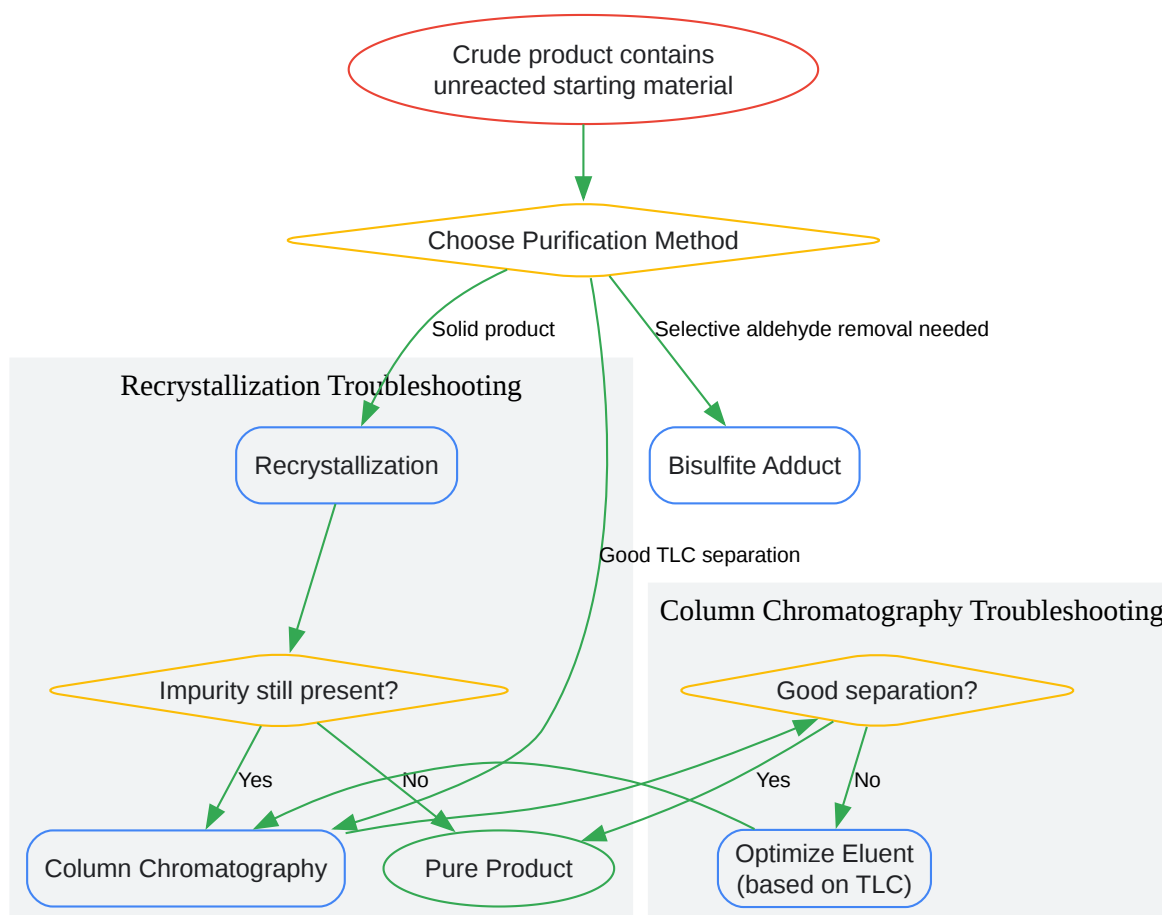 Crude product contains
unreacted starting material
Choose Purification Method
Solid product
Selective aldehyde removal needed
Recrystallization Troubleshooting
Recrystallization
Bisulfite Adduct
Good TLC separation
Column Chromatography Troubleshooting
Impurity still present?
Good separation?
Yes
No
Yes
No
Column Chromatography
Pure Product
Optimize Eluent
(based on TLC)